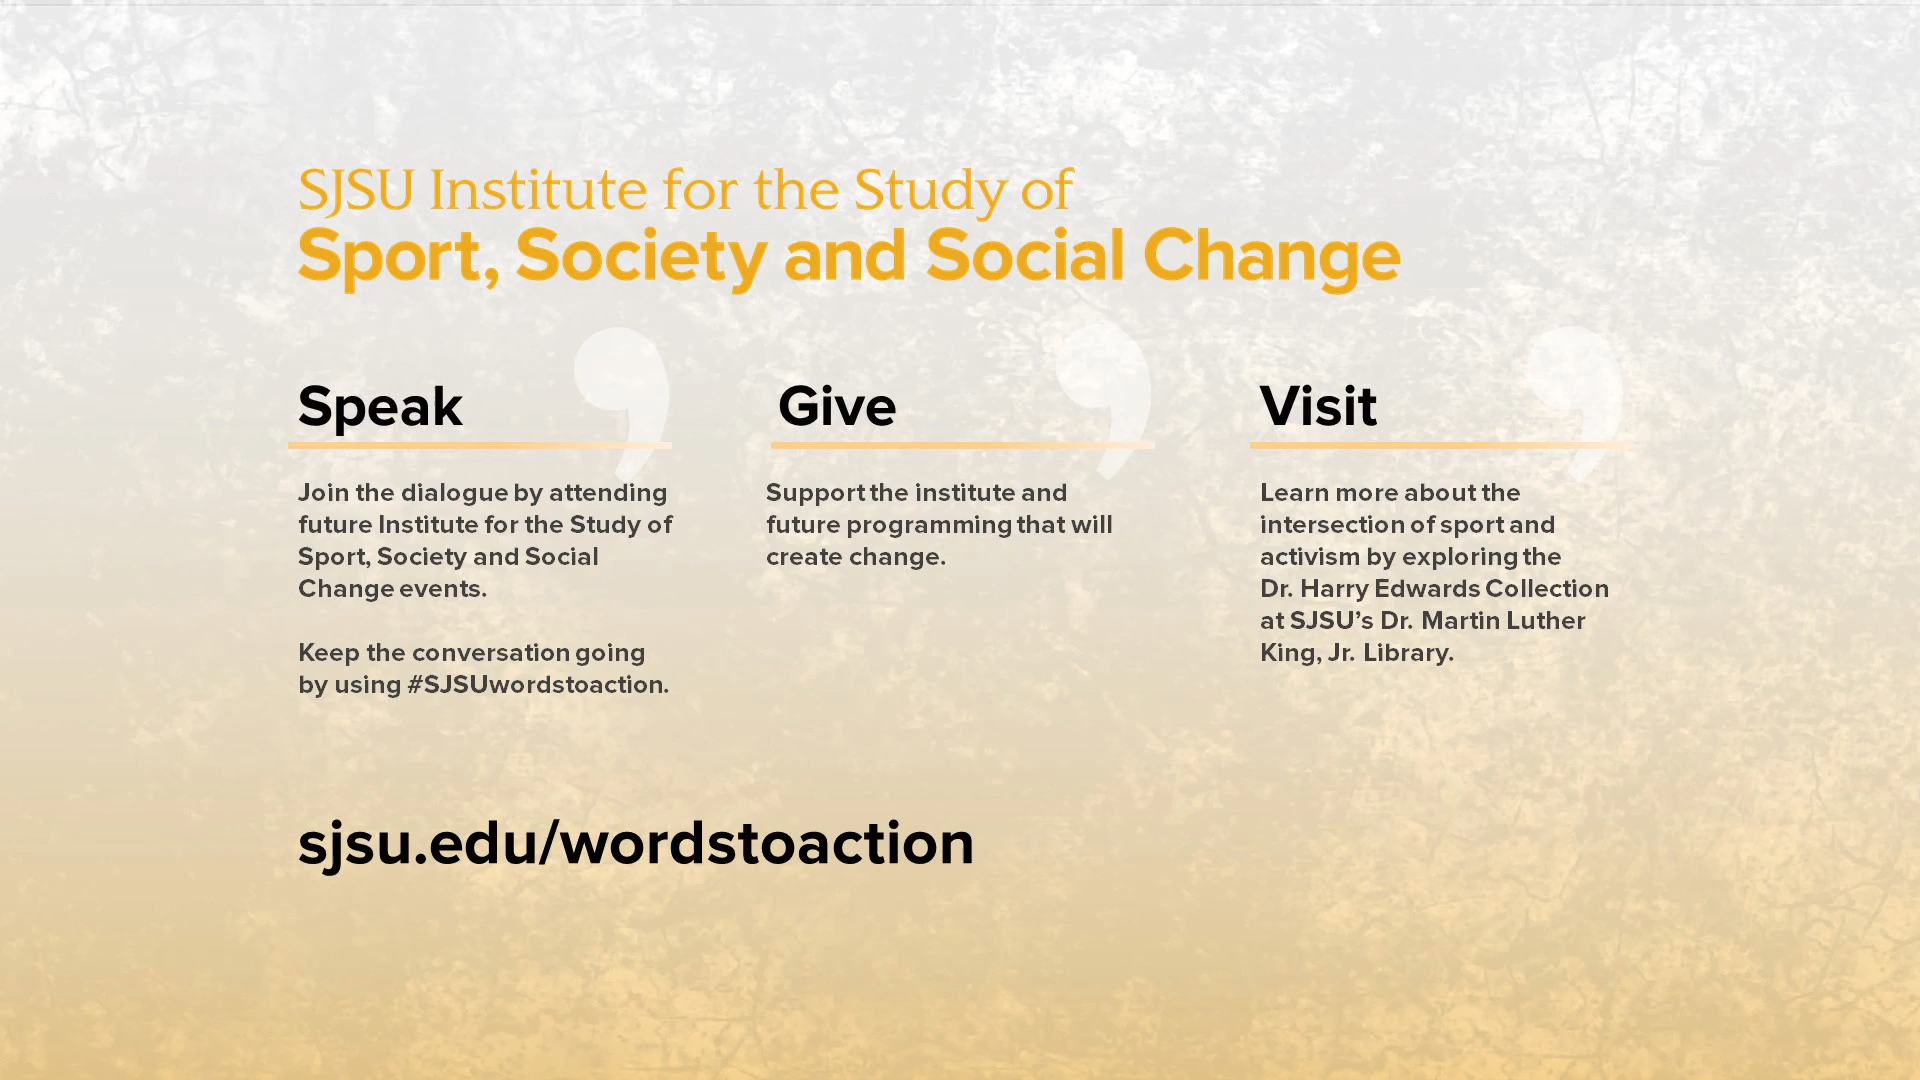 SJSU Institute for the Study of
Sport, Society and Social Change
Speak
Join the dialogue by attending
future Institute for the Study of
Sport, Society and Social
Change events.
Keep the conversation going
by using #SJSUwordstoaction.
Give
Support the institute and
future programming that will
create change.
Visit
Learn more about the
intersection of sport and
activism by exploring the
Dr. Harry Edwards Collection
at SJSU’s Dr. Martin Luther
King, Jr. Library.
sjsu.edu/wordstoaction